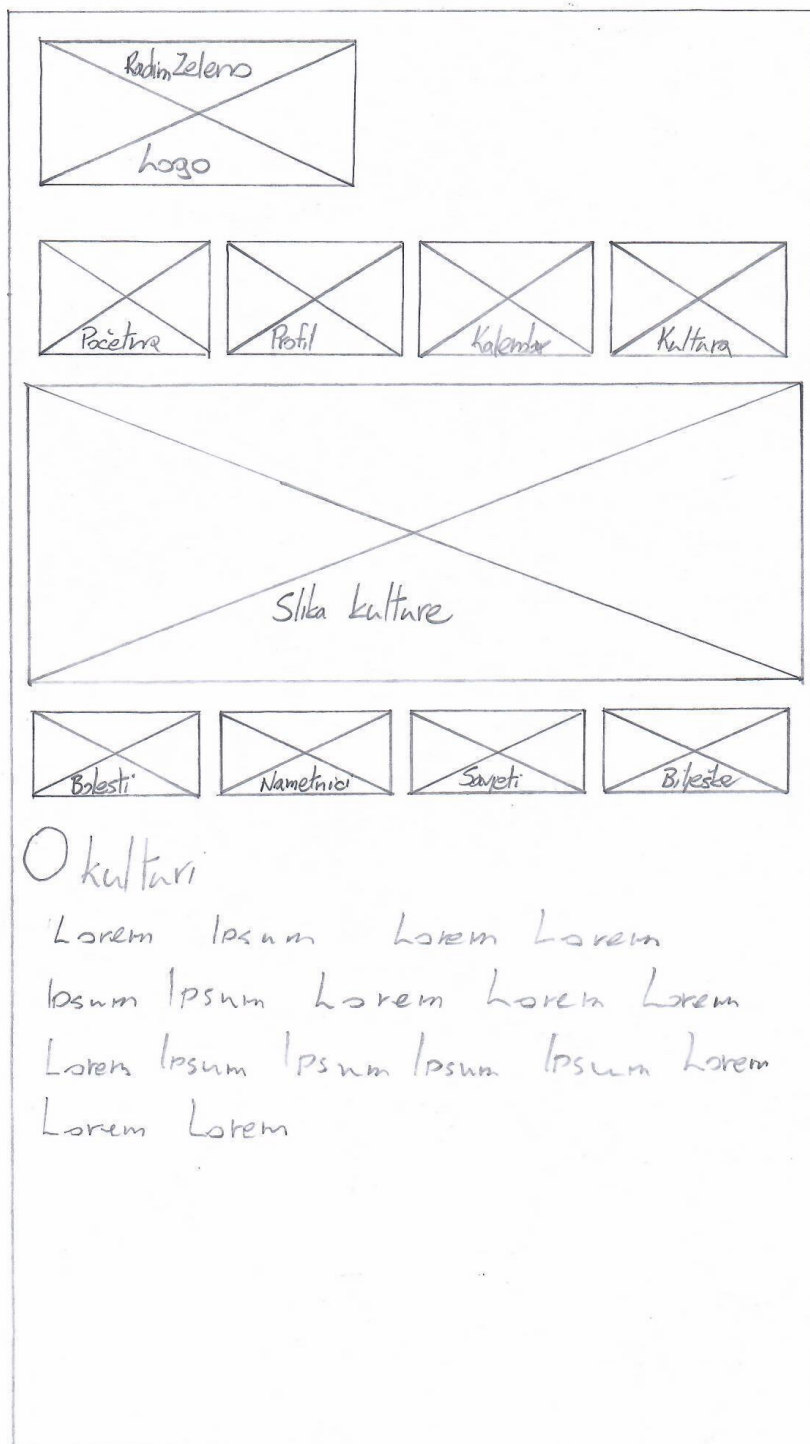 RadimZeleno
Logo
Početna Profil Kalendar Kultura
Slika kulture
Bolesti Nametnici Savjeti Bilješke
O kulturi
Lorem Ipsum Lorem Lorem
Ipsum Ipsum Lorem Lorem Lorem
Lorem Ipsum Ipsum Ipsum Ipsum Lorem
Lorem Lorem